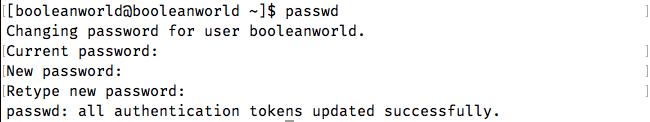 [booleanworld@booleanworld ~]$ passwd
Changing password for user booleanworld.
Current password:
New password:
Retype new password:
passwd: all authentication tokens updated successfully.